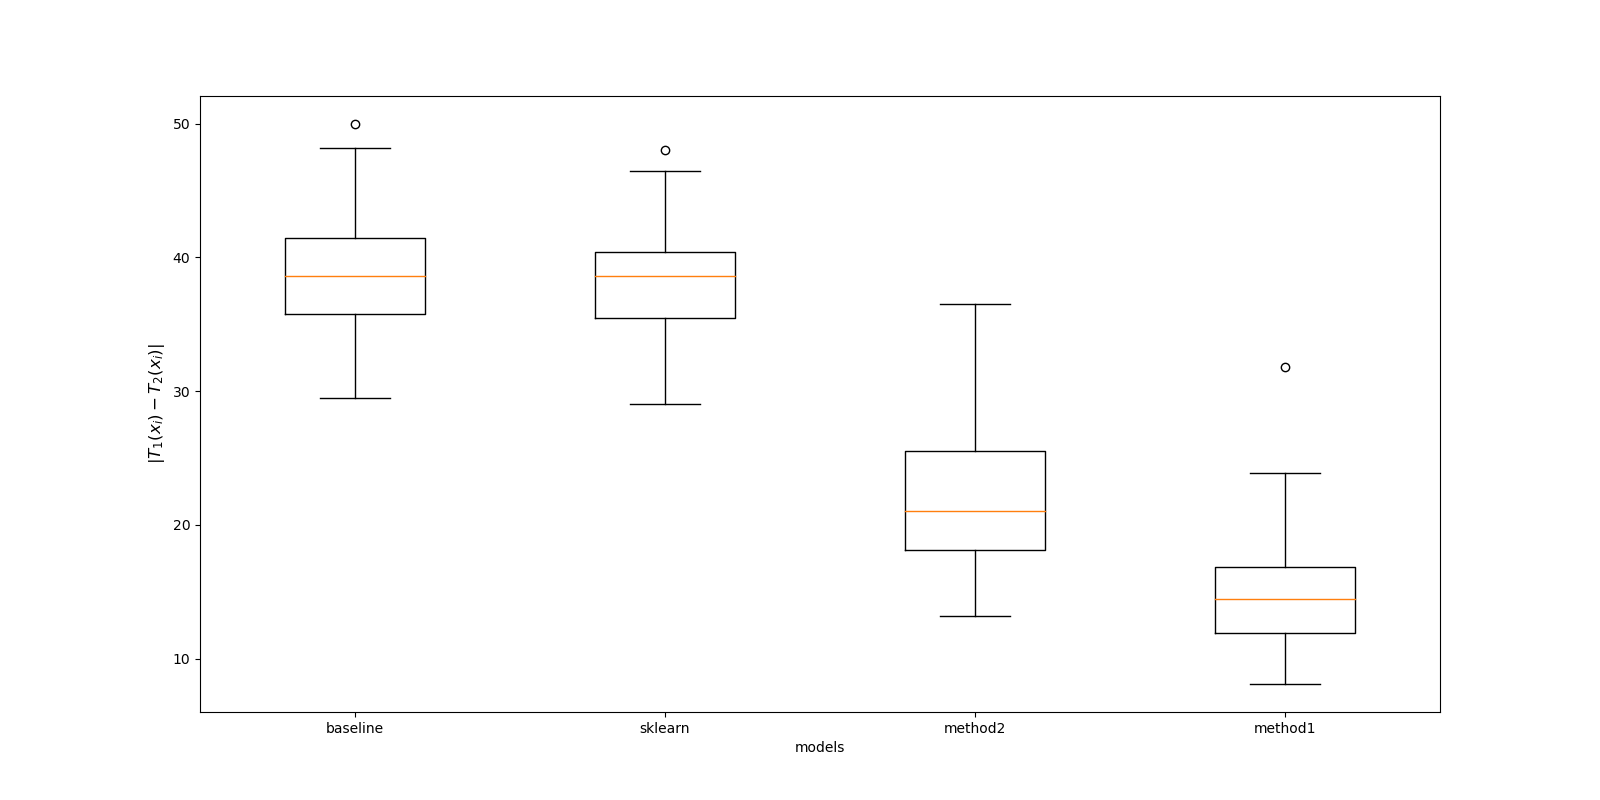 50
40
30
20
10
|T₁(xᵢ) − T₂(xᵢ)|
baseline sklearn method2 method1
models